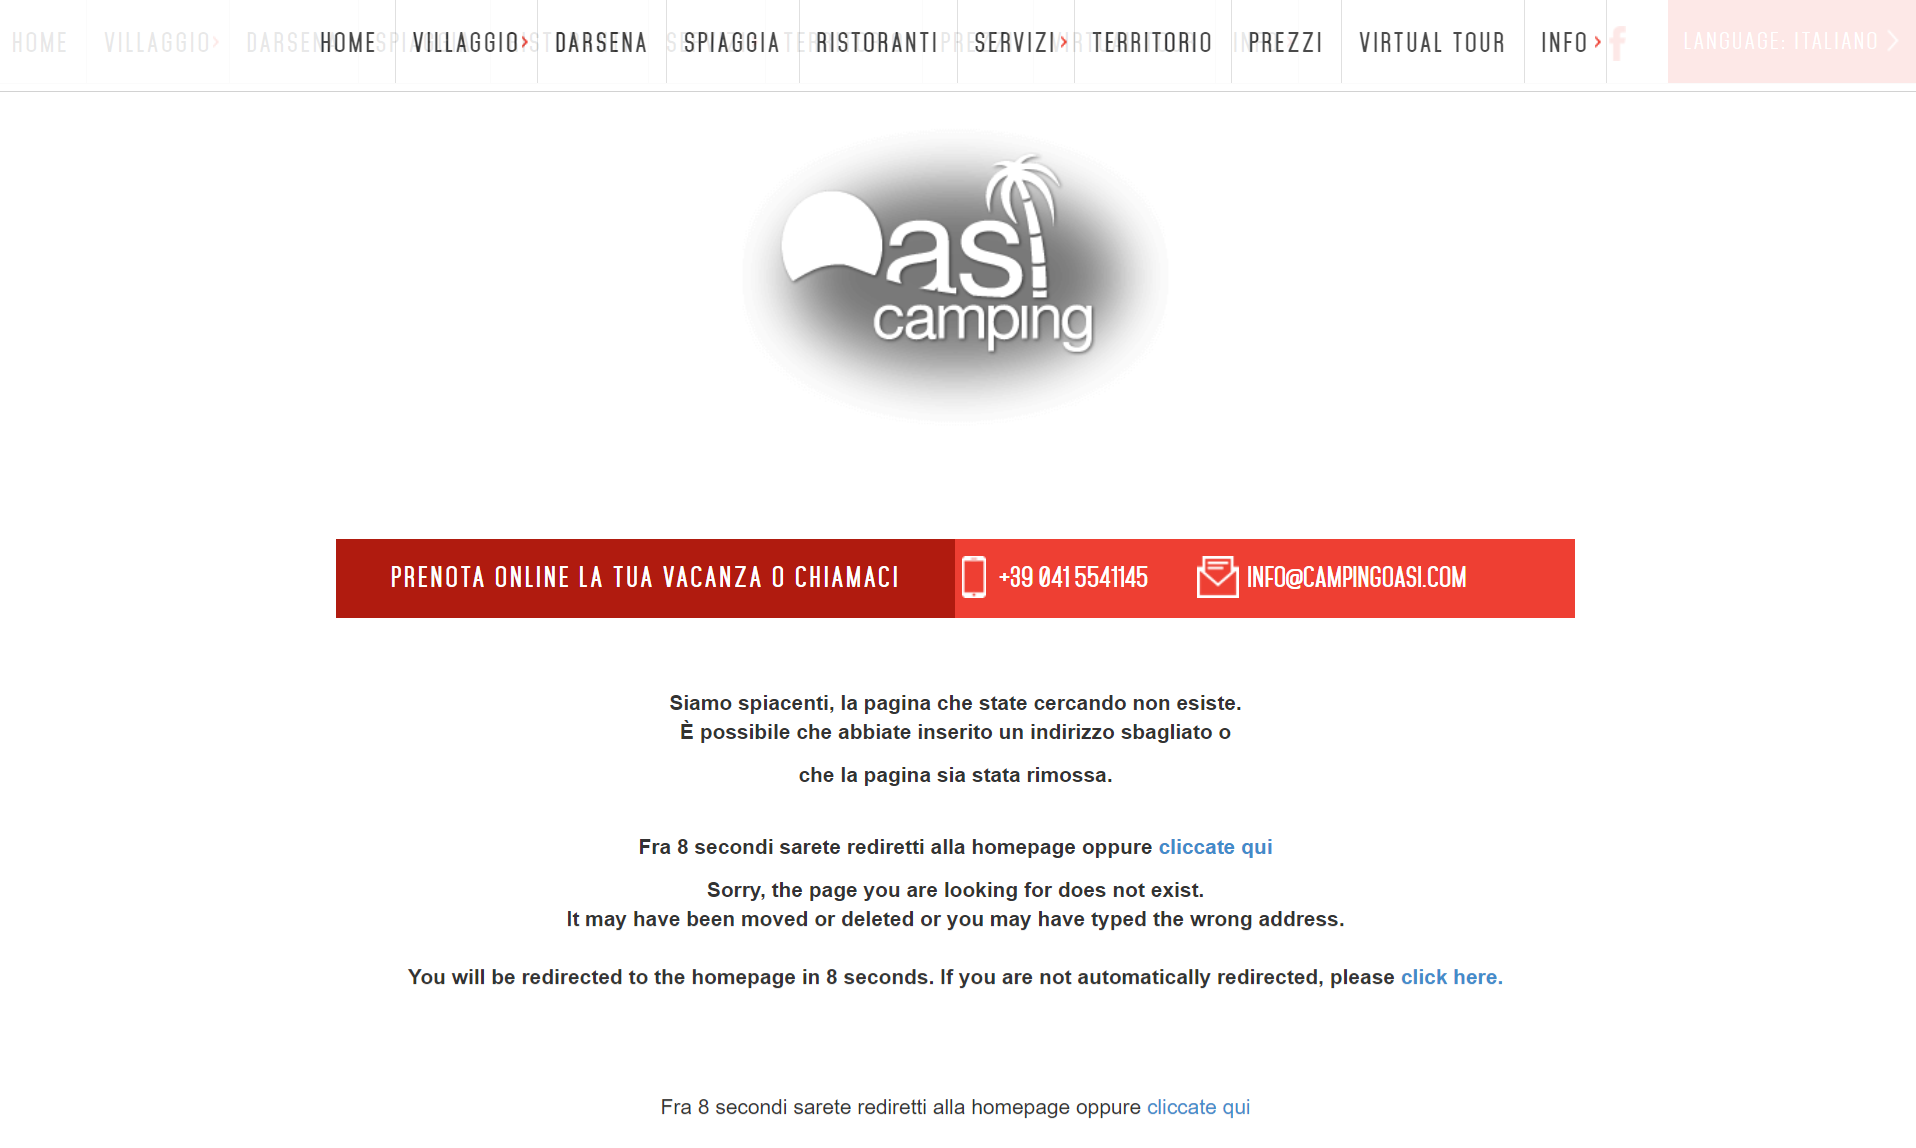 HOME VILLAGGIO DARSENA SPIAGGIA RISTORANTI SERVIZI TERRITORIO PREZZI VIRTUAL TOUR INFO
LANGUAGE: ITALIANO
Oasi
camping
PRENOTA ONLINE LA TUA VACANZA O CHIAMACI
+39 041 5541145
INFO@CAMPINGOASI.COM
Siamo spiacenti, la pagina che state cercando non esiste.
È possibile che abbiate inserito un indirizzo sbagliato o
che la pagina sia stata rimossa.
Fra 8 secondi sarete rediretti alla homepage oppure cliccate qui
Sorry, the page you are looking for does not exist.
It may have been moved or deleted or you may have typed the wrong address.
You will be redirected to the homepage in 8 seconds. If you are not automatically redirected, please click here.
Fra 8 secondi sarete rediretti alla homepage oppure cliccate qui